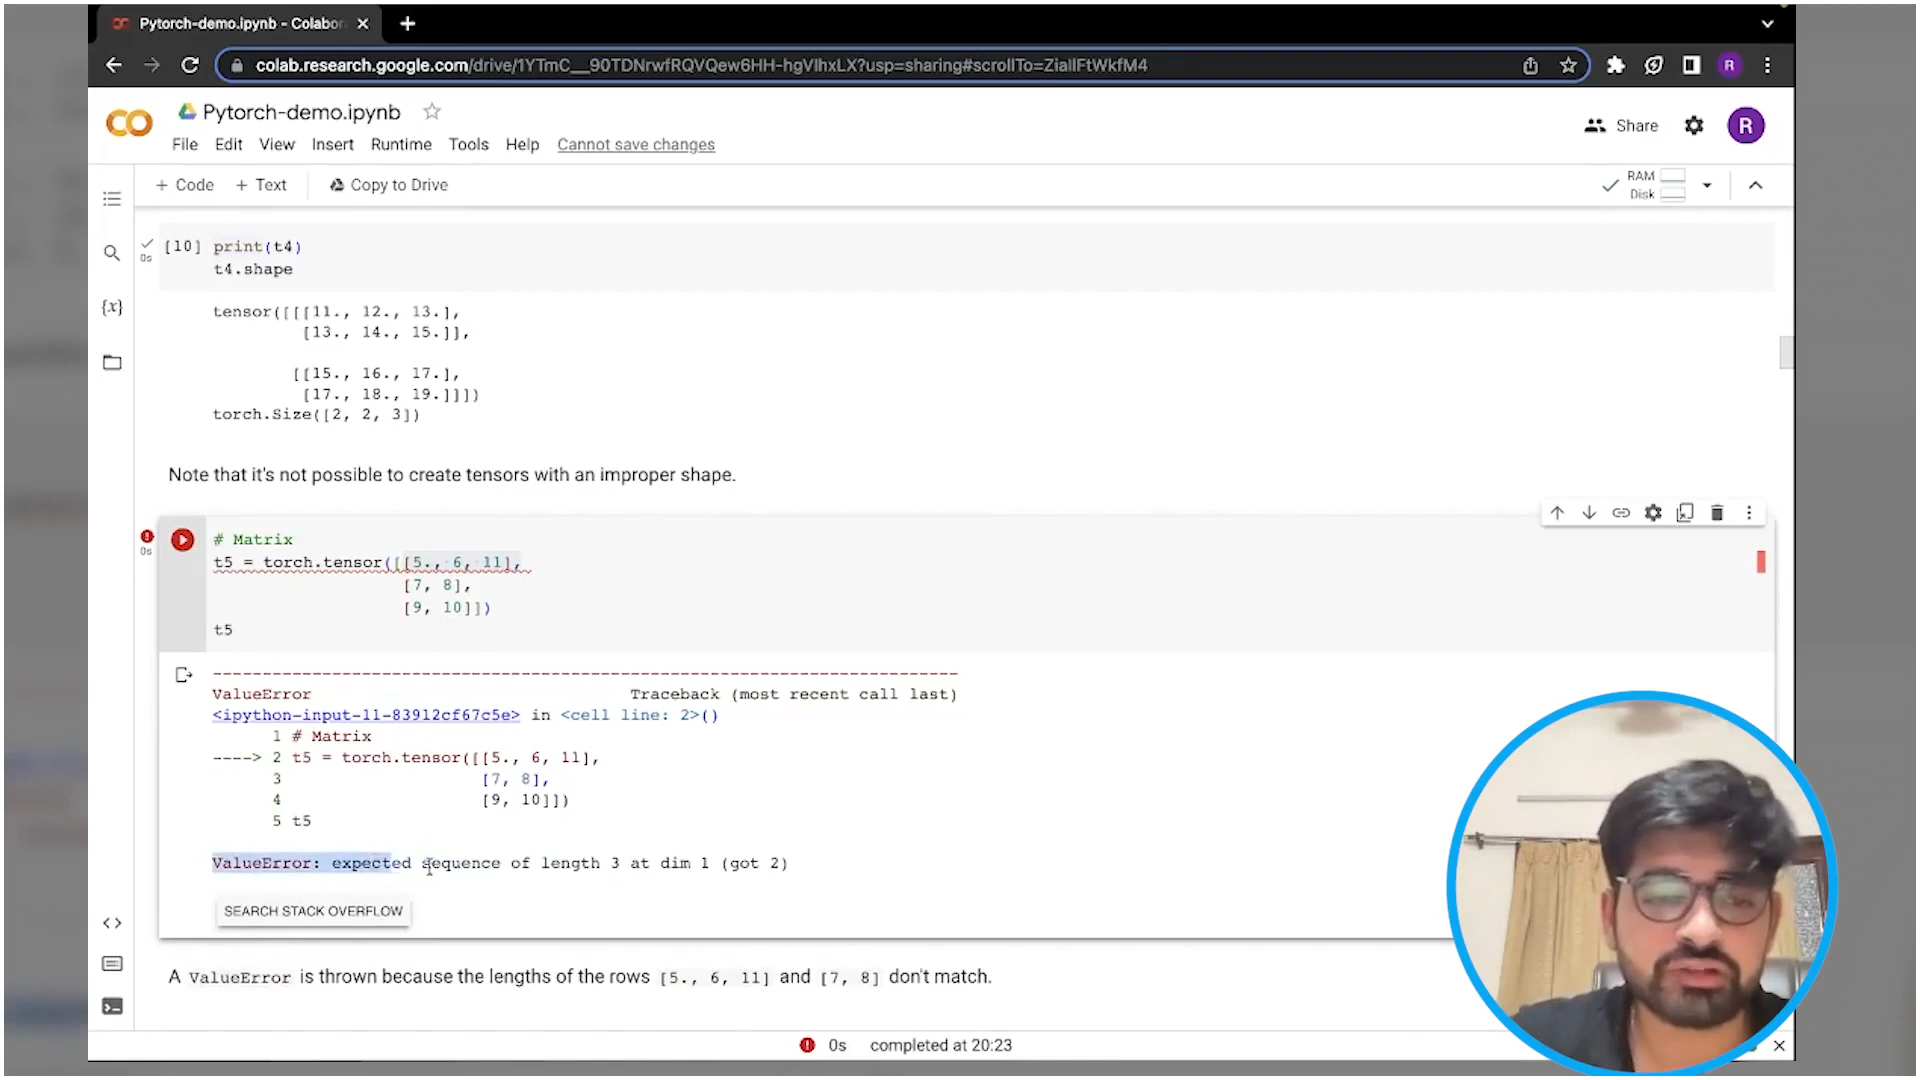 Pytorch-demo.ipynb - Colabor
colab.research.google.com/drive/1YTmC__90TDNrwfRQVQew6HH-hgVIhxLX?usp=sharing#scrollTo=ZiaIIFtWkfM4
R
Pytorch-demo.ipynb
Share
R
File Edit View Insert Runtime Tools Help Cannot save changes
+ Code + Text Copy to Drive
RAM
Disk
[10] print(t4)
0s
t4.shape
{x}
tensor([[[11., 12., 13.],
[13., 14., 15.]],
[[15., 16., 17.],
[17., 18., 19.]]])
torch.Size([2, 2, 3])
Note that it's not possible to create tensors with an improper shape.
# Matrix
0s
t5 = torch.tensor([[5., 6, 11],
[7, 8],
[9, 10]])
t5
ValueError Traceback (most recent call last)
<ipython-input-11-83912cf67c5e> in <cell line: 2>()
1 # Matrix
----> 2 t5 = torch.tensor([[5., 6, 11],
3 [7, 8],
4 [9, 10]])
5 t5
ValueError: expected sequence of length 3 at dim 1 (got 2)
SEARCH STACK OVERFLOW
A ValueError is thrown because the lengths of the rows [5., 6, 11] and [7, 8] don't match.
0s completed at 20:23